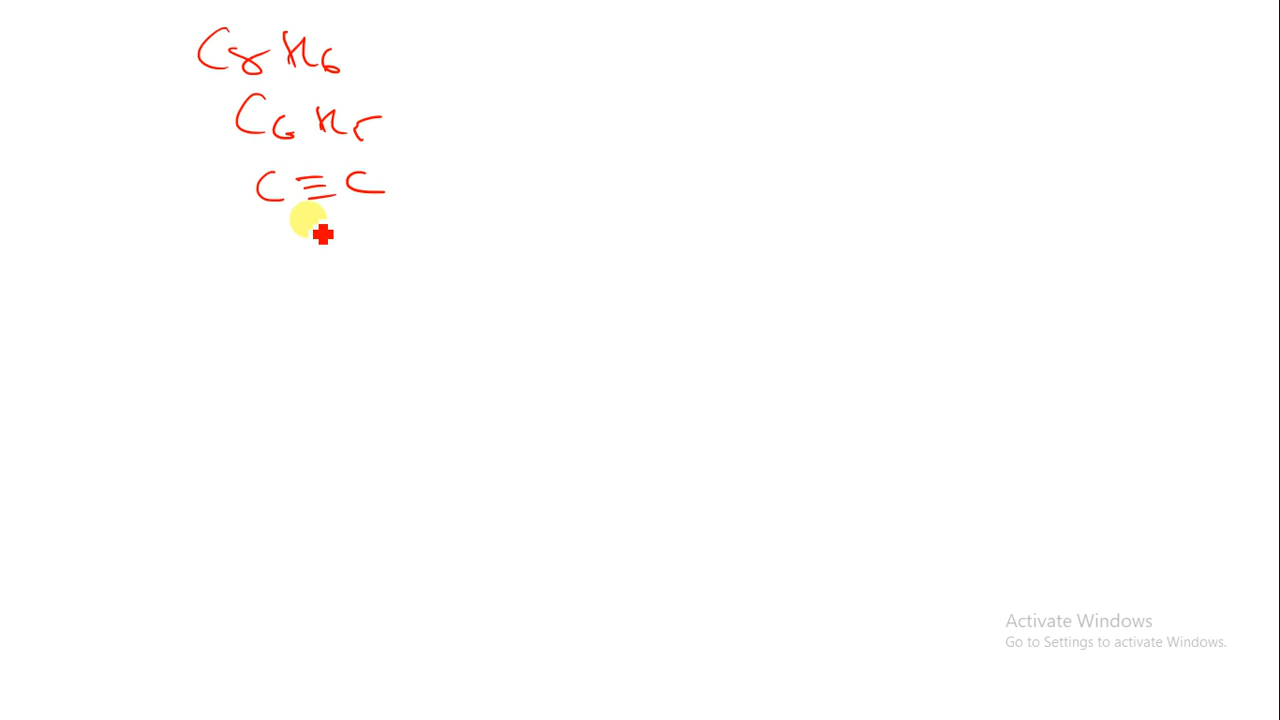 C8H6
C6H5
C≡C
Activate Windows
Go to Settings to activate Windows.